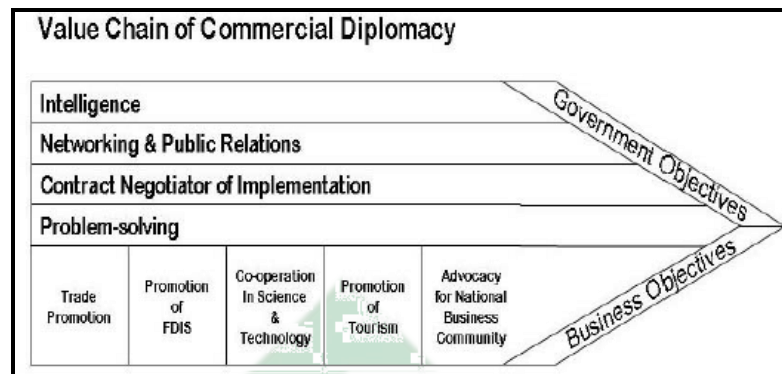 Value Chain of Commercial Diplomacy
Intelligence
Networking & Public Relations
Contract Negotiator of Implementation
Problem-solving
Trade
Promotion
Promotion
of
FDIS
Co-operation
In Science
&
Technology
Promotion
of
Tourism
Advocacy
for National
Business
Community
Government Objectives
Business Objectives